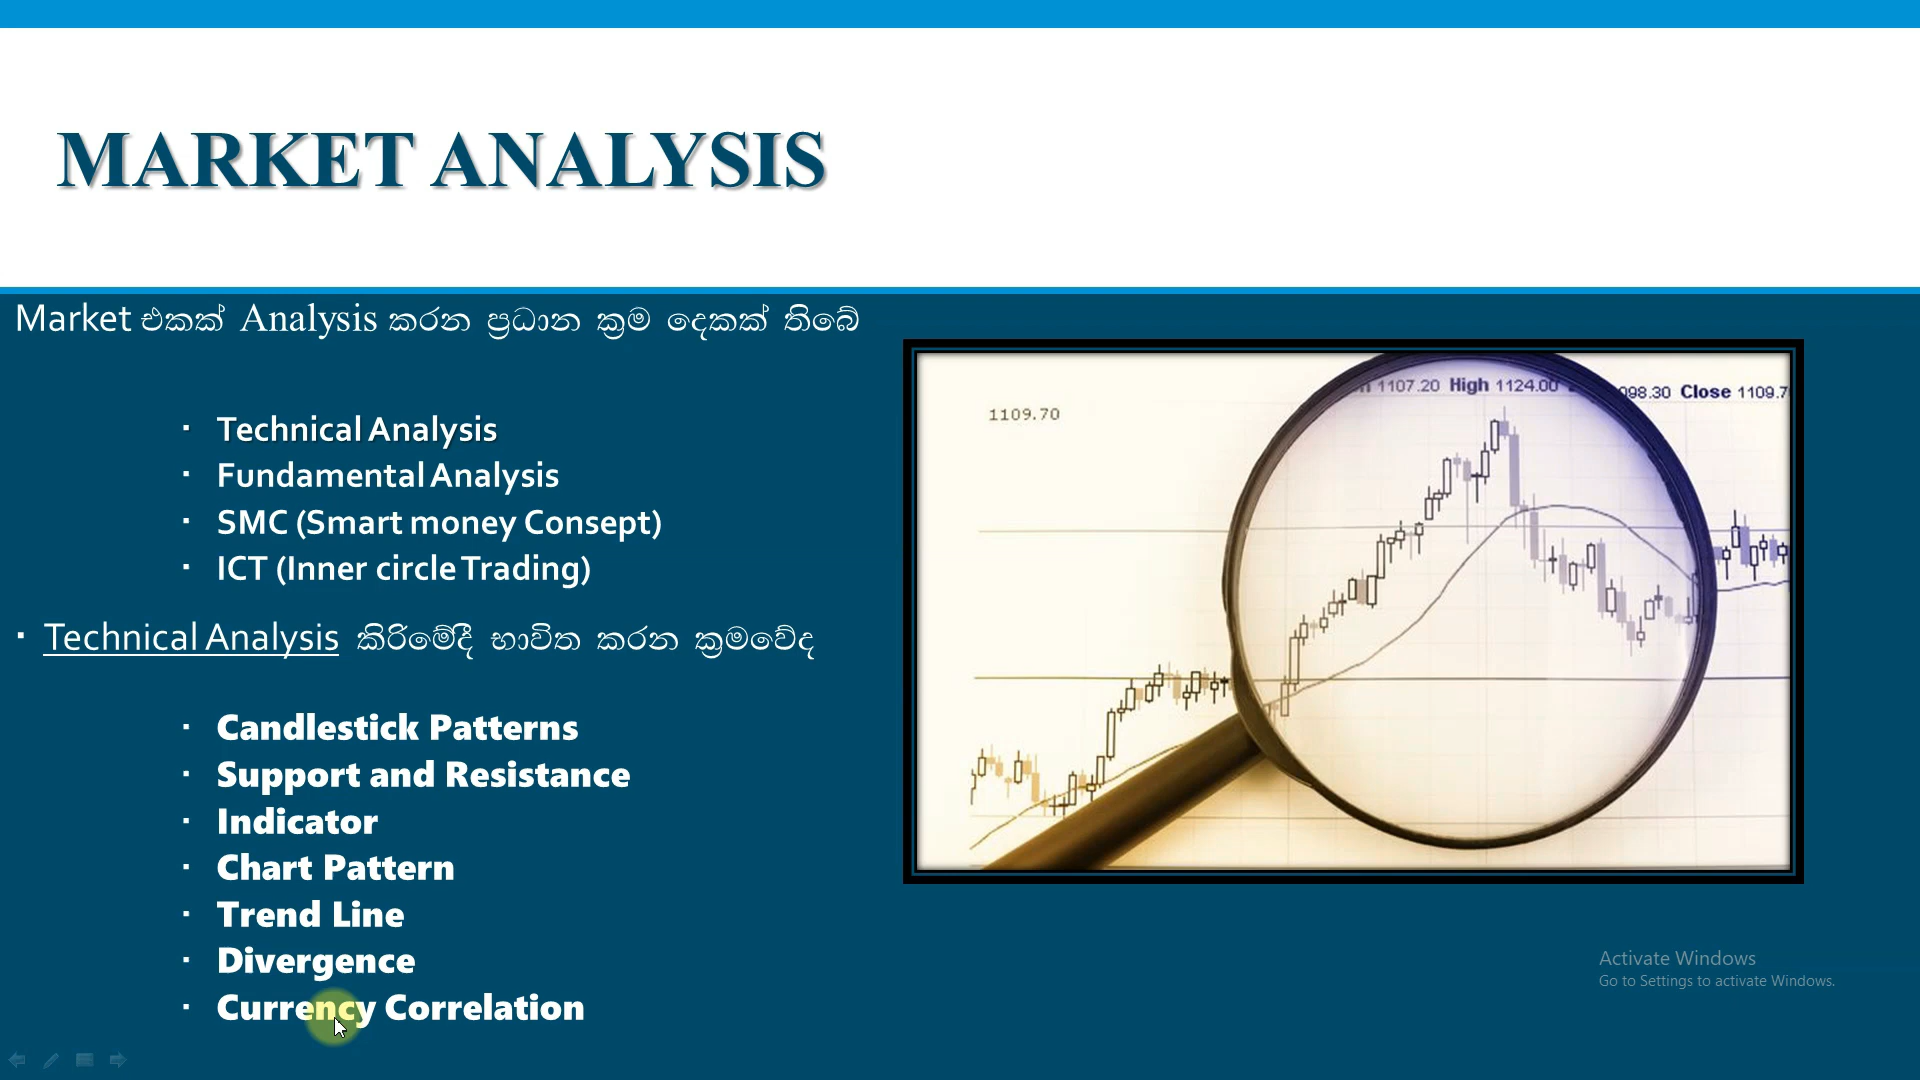 MARKET ANALYSIS
Market එකක් Analysis කරන ප්‍රධාන ක්‍රම දෙකක් තිබේ
▪ Technical Analysis
▪ Fundamental Analysis
▪ SMC (Smart money Consept)
▪ ICT (Inner circle Trading)
▪ Technical Analysis කිරිමේදී භාවිත කරන ක්‍රමවේද
▪ Candlestick Patterns
▪ Support and Resistance
▪ Indicator
▪ Chart Pattern
▪ Trend Line
▪ Divergence
▪ Currency Correlation
1107.20 High 1124.00 098.30 Close 1109.7
1109.70
Activate Windows
Go to Settings to activate Windows.